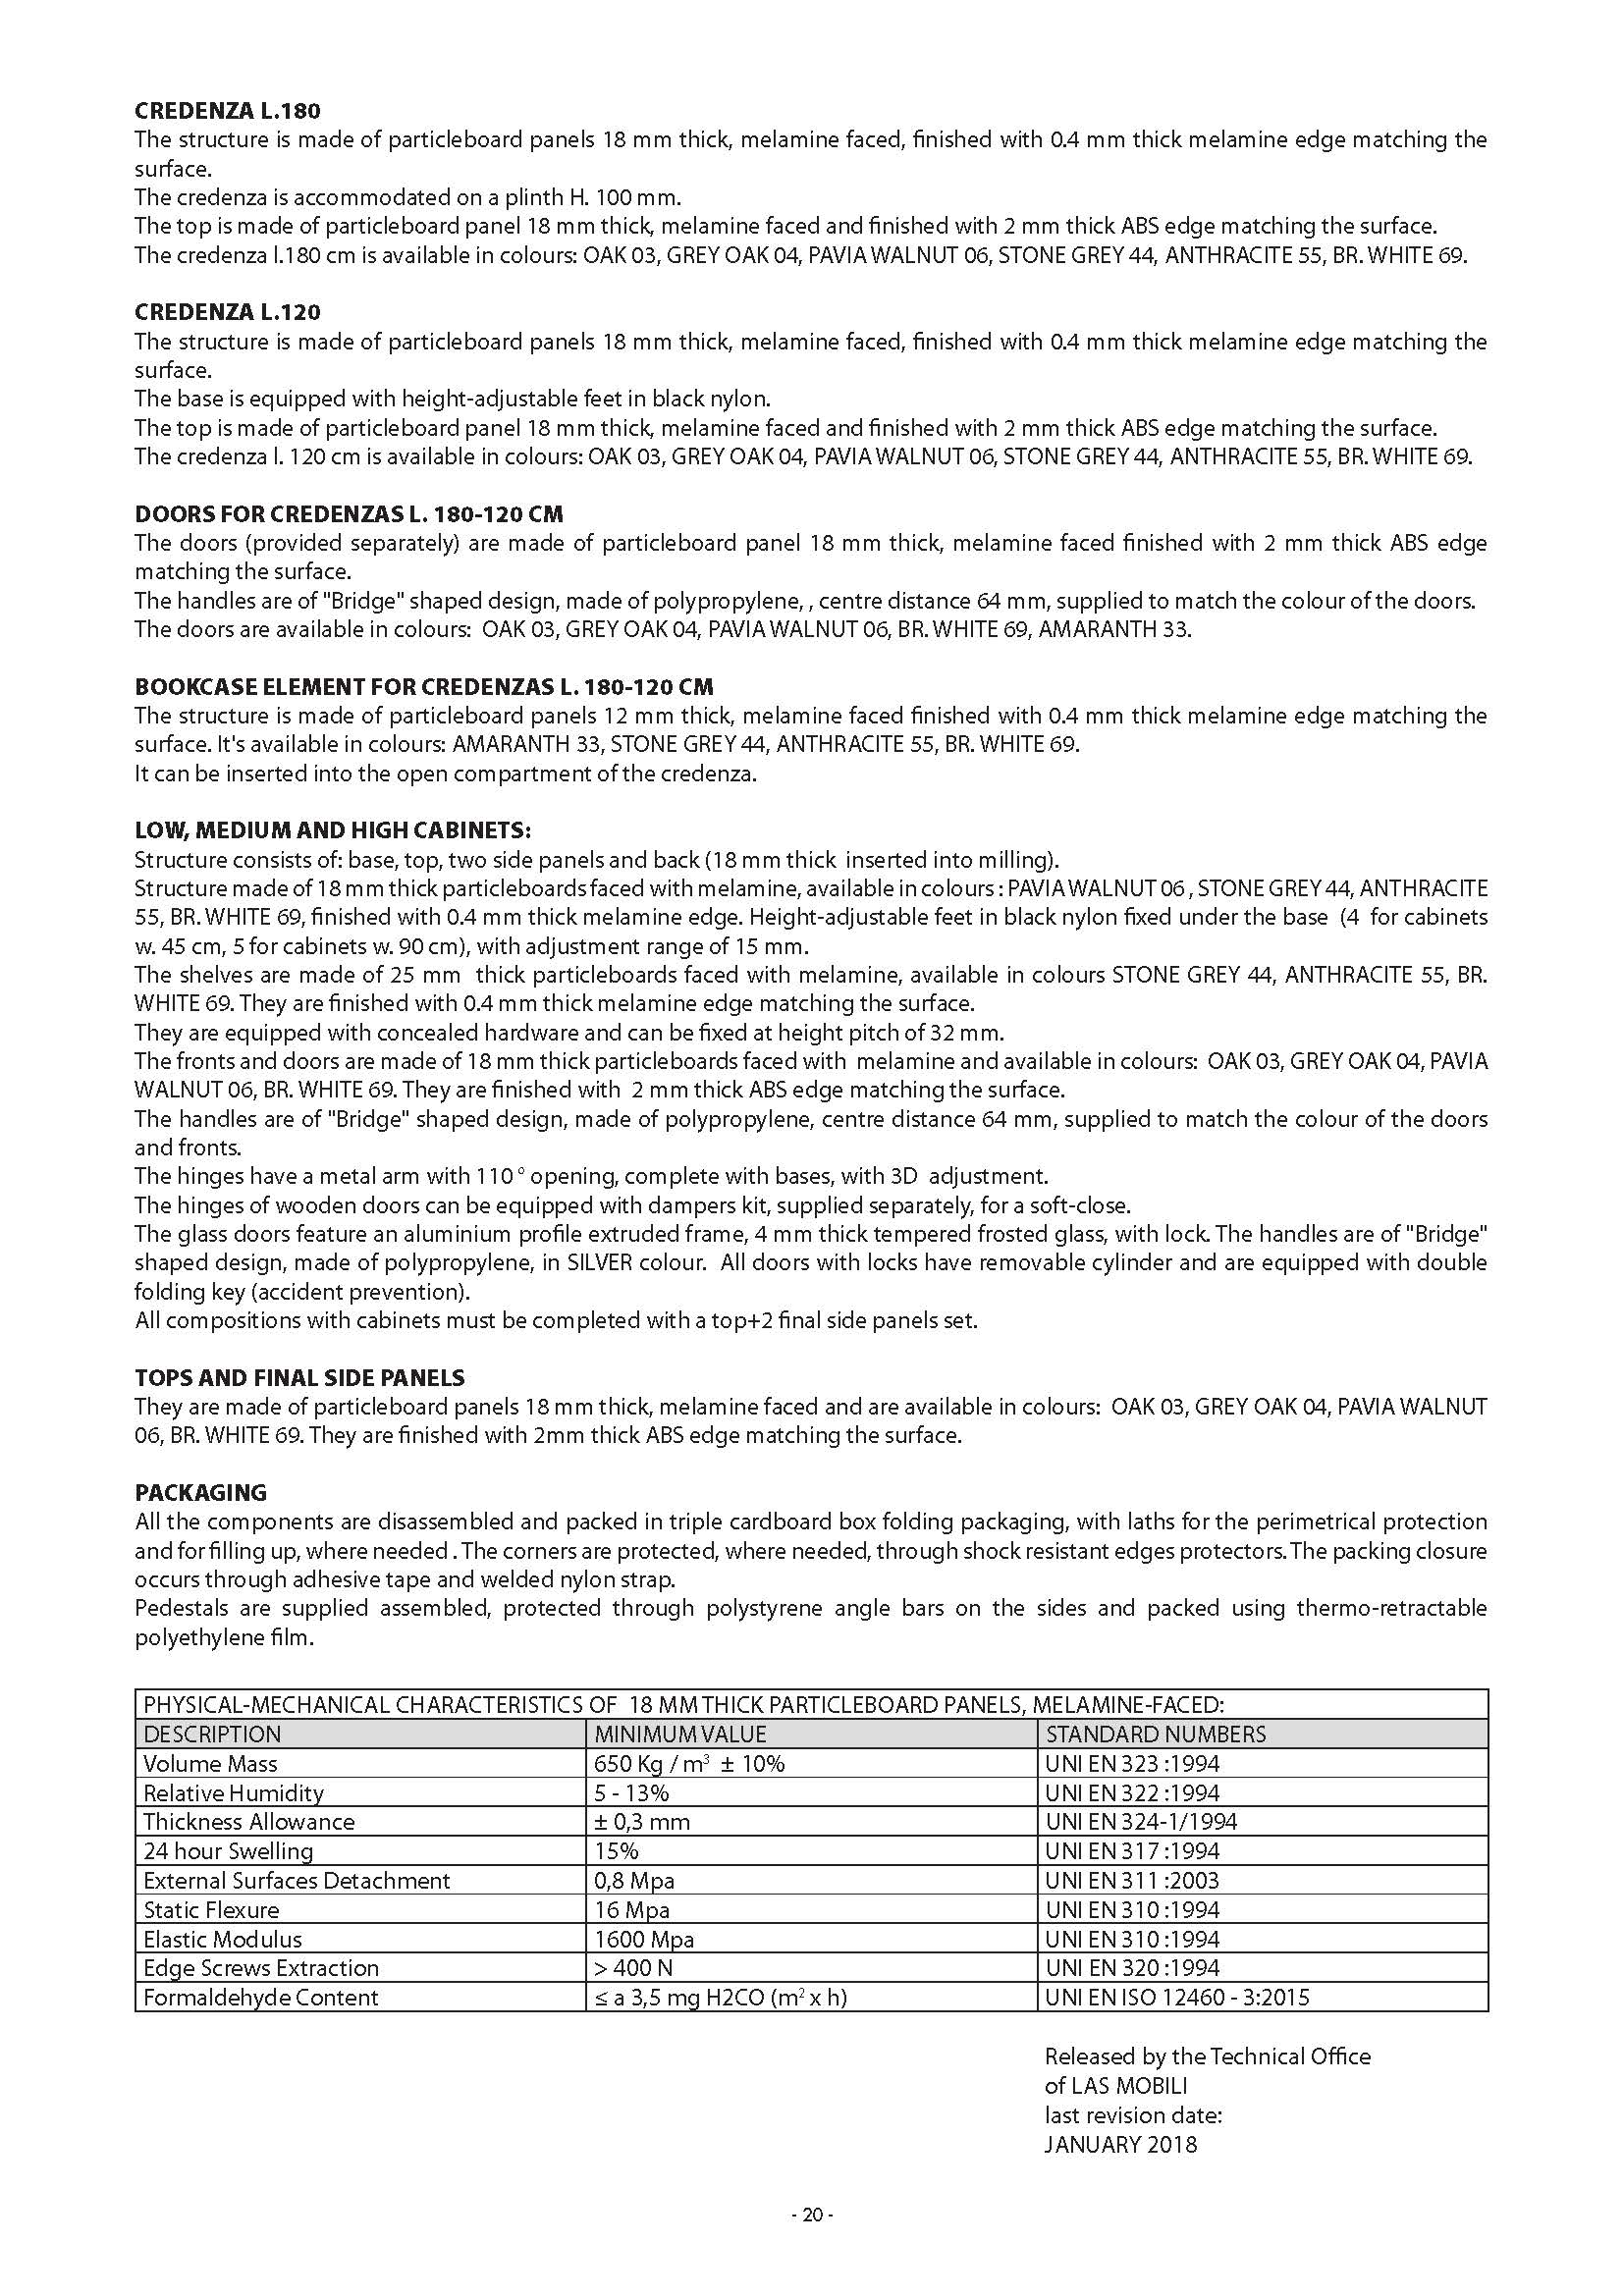 CREDENZA L.180
The structure is made of particleboard panels 18 mm thick, melamine faced, finished with 0.4 mm thick melamine edge matching the
surface.
The credenza is accommodated on a plinth H. 100 mm.
The top is made of particleboard panel 18 mm thick, melamine faced and finished with 2 mm thick ABS edge matching the surface.
The credenza l.180 cm is available in colours: OAK 03, GREY OAK 04, PAVIA WALNUT 06, STONE GREY 44, ANTHRACITE 55, BR. WHITE 69.
CREDENZA L.120
The structure is made of particleboard panels 18 mm thick, melamine faced, finished with 0.4 mm thick melamine edge matching the
surface.
The base is equipped with height-adjustable feet in black nylon.
The top is made of particleboard panel 18 mm thick, melamine faced and finished with 2 mm thick ABS edge matching the surface.
The credenza l. 120 cm is available in colours: OAK 03, GREY OAK 04, PAVIA WALNUT 06, STONE GREY 44, ANTHRACITE 55, BR. WHITE 69.
DOORS FOR CREDENZAS L. 180-120 CM
The doors (provided separately) are made of particleboard panel 18 mm thick, melamine faced finished with 2 mm thick ABS edge
matching the surface.
The handles are of "Bridge" shaped design, made of polypropylene, , centre distance 64 mm, supplied to match the colour of the doors.
The doors are available in colours: OAK 03, GREY OAK 04, PAVIA WALNUT 06, BR. WHITE 69, AMARANTH 33.
BOOKCASE ELEMENT FOR CREDENZAS L. 180-120 CM
The structure is made of particleboard panels 12 mm thick, melamine faced finished with 0.4 mm thick melamine edge matching the
surface. It's available in colours: AMARANTH 33, STONE GREY 44, ANTHRACITE 55, BR. WHITE 69.
It can be inserted into the open compartment of the credenza.
LOW, MEDIUM AND HIGH CABINETS:
Structure consists of: base, top, two side panels and back (18 mm thick inserted into milling).
Structure made of 18 mm thick particleboards faced with melamine, available in colours : PAVIA WALNUT 06 , STONE GREY 44, ANTHRACITE
55, BR. WHITE 69, finished with 0.4 mm thick melamine edge. Height-adjustable feet in black nylon fixed under the base (4 for cabinets
w. 45 cm, 5 for cabinets w. 90 cm), with adjustment range of 15 mm.
The shelves are made of 25 mm thick particleboards faced with melamine, available in colours STONE GREY 44, ANTHRACITE 55, BR.
WHITE 69. They are finished with 0.4 mm thick melamine edge matching the surface.
They are equipped with concealed hardware and can be fixed at height pitch of 32 mm.
The fronts and doors are made of 18 mm thick particleboards faced with melamine and available in colours: OAK 03, GREY OAK 04, PAVIA
WALNUT 06, BR. WHITE 69. They are finished with 2 mm thick ABS edge matching the surface.
The handles are of "Bridge" shaped design, made of polypropylene, centre distance 64 mm, supplied to match the colour of the doors
and fronts.
The hinges have a metal arm with 110 ° opening, complete with bases, with 3D adjustment.
The hinges of wooden doors can be equipped with dampers kit, supplied separately, for a soft-close.
The glass doors feature an aluminium profile extruded frame, 4 mm thick tempered frosted glass, with lock. The handles are of "Bridge"
shaped design, made of polypropylene, in SILVER colour. All doors with locks have removable cylinder and are equipped with double
folding key (accident prevention).
All compositions with cabinets must be completed with a top+2 final side panels set.
TOPS AND FINAL SIDE PANELS
They are made of particleboard panels 18 mm thick, melamine faced and are available in colours: OAK 03, GREY OAK 04, PAVIA WALNUT
06, BR. WHITE 69. They are finished with 2mm thick ABS edge matching the surface.
PACKAGING
All the components are disassembled and packed in triple cardboard box folding packaging, with laths for the perimetrical protection
and for filling up, where needed . The corners are protected, where needed, through shock resistant edges protectors. The packing closure
occurs through adhesive tape and welded nylon strap.
Pedestals are supplied assembled, protected through polystyrene angle bars on the sides and packed using thermo-retractable
polyethylene film.
PHYSICAL-MECHANICAL CHARACTERISTICS OF 18 MM THICK PARTICLEBOARD PANELS, MELAMINE-FACED:
DESCRIPTION MINIMUM VALUE STANDARD NUMBERS
Volume Mass 650 Kg / m³ ± 10% UNI EN 323 :1994
Relative Humidity 5 - 13% UNI EN 322 :1994
Thickness Allowance ± 0,3 mm UNI EN 324-1/1994
24 hour Swelling 15% UNI EN 317 :1994
External Surfaces Detachment 0,8 Mpa UNI EN 311 :2003
Static Flexure 16 Mpa UNI EN 310 :1994
Elastic Modulus 1600 Mpa UNI EN 310 :1994
Edge Screws Extraction > 400 N UNI EN 320 :1994
Formaldehyde Content ≤ a 3,5 mg H2CO (m² x h) UNI EN ISO 12460 - 3:2015
Released by the Technical Office
of LAS MOBILI
last revision date:
JANUARY 2018
- 20 -